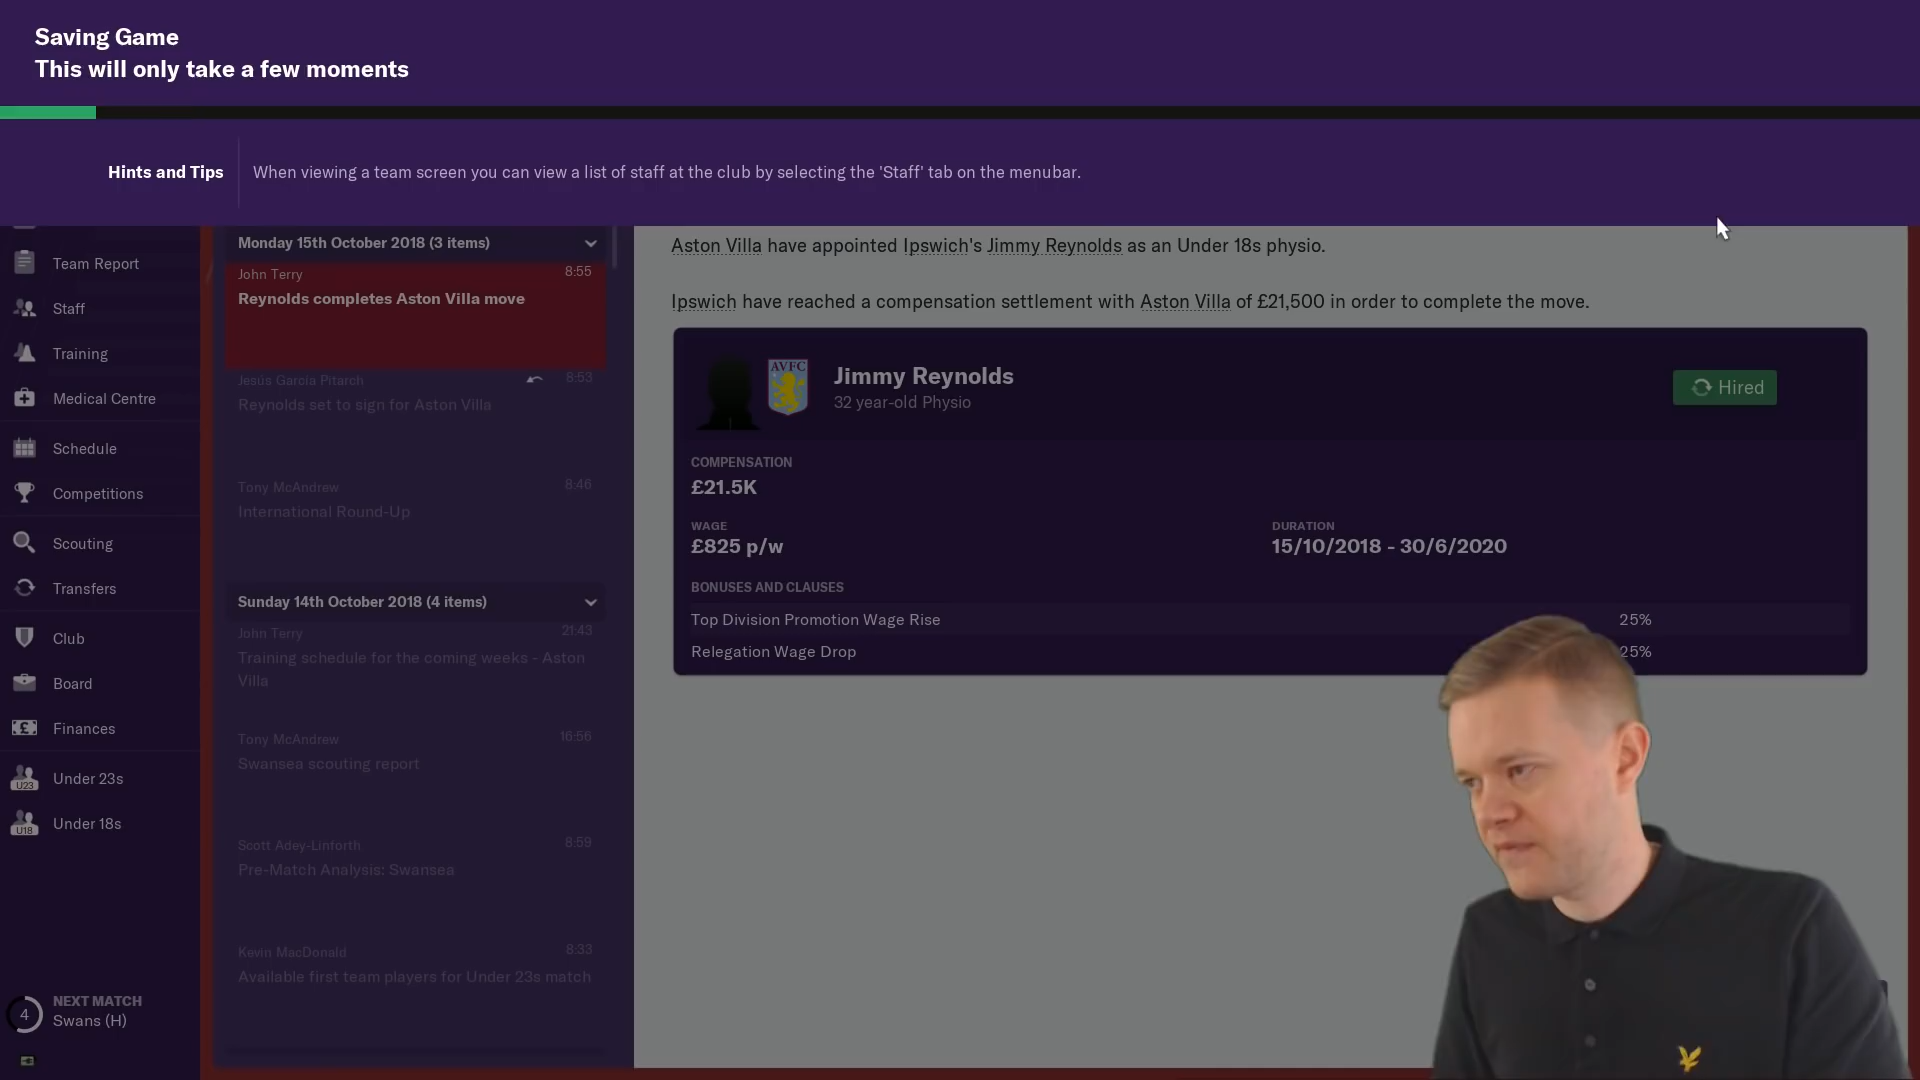 Saving Game
This will only take a few moments
Hints and Tips
When viewing a team screen you can view a list of staff at the club by selecting the 'Staff' tab on the menubar.
Team Report
Staff
Training
Medical Centre
Schedule
Competitions
Scouting
Transfers
Club
Board
Finances
U23
Under 23s
U18
Under 18s
4
NEXT MATCH
Swans (H)
Monday 15th October 2018 (3 items)
John Terry 8:55
Reynolds completes Aston Villa move
Jesús García Pitarch 8:53
Reynolds set to sign for Aston Villa
Tony McAndrew 8:46
International Round-Up
Sunday 14th October 2018 (4 items)
John Terry 21:43
Training schedule for the coming weeks - Aston
Villa
Tony McAndrew 16:56
Swansea scouting report
Scott Adey-Linforth 8:59
Pre-Match Analysis: Swansea
Kevin MacDonald 8:33
Available first team players for Under 23s match
Aston Villa have appointed Ipswich's Jimmy Reynolds as an Under 18s physio.
Ipswich have reached a compensation settlement with Aston Villa of £21,500 in order to complete the move.
AVFC
Jimmy Reynolds
32 year-old Physio
Hired
COMPENSATION
£21.5K
WAGE
£825 p/w
DURATION
15/10/2018 - 30/6/2020
BONUSES AND CLAUSES
Top Division Promotion Wage Rise 25%
Relegation Wage Drop 25%